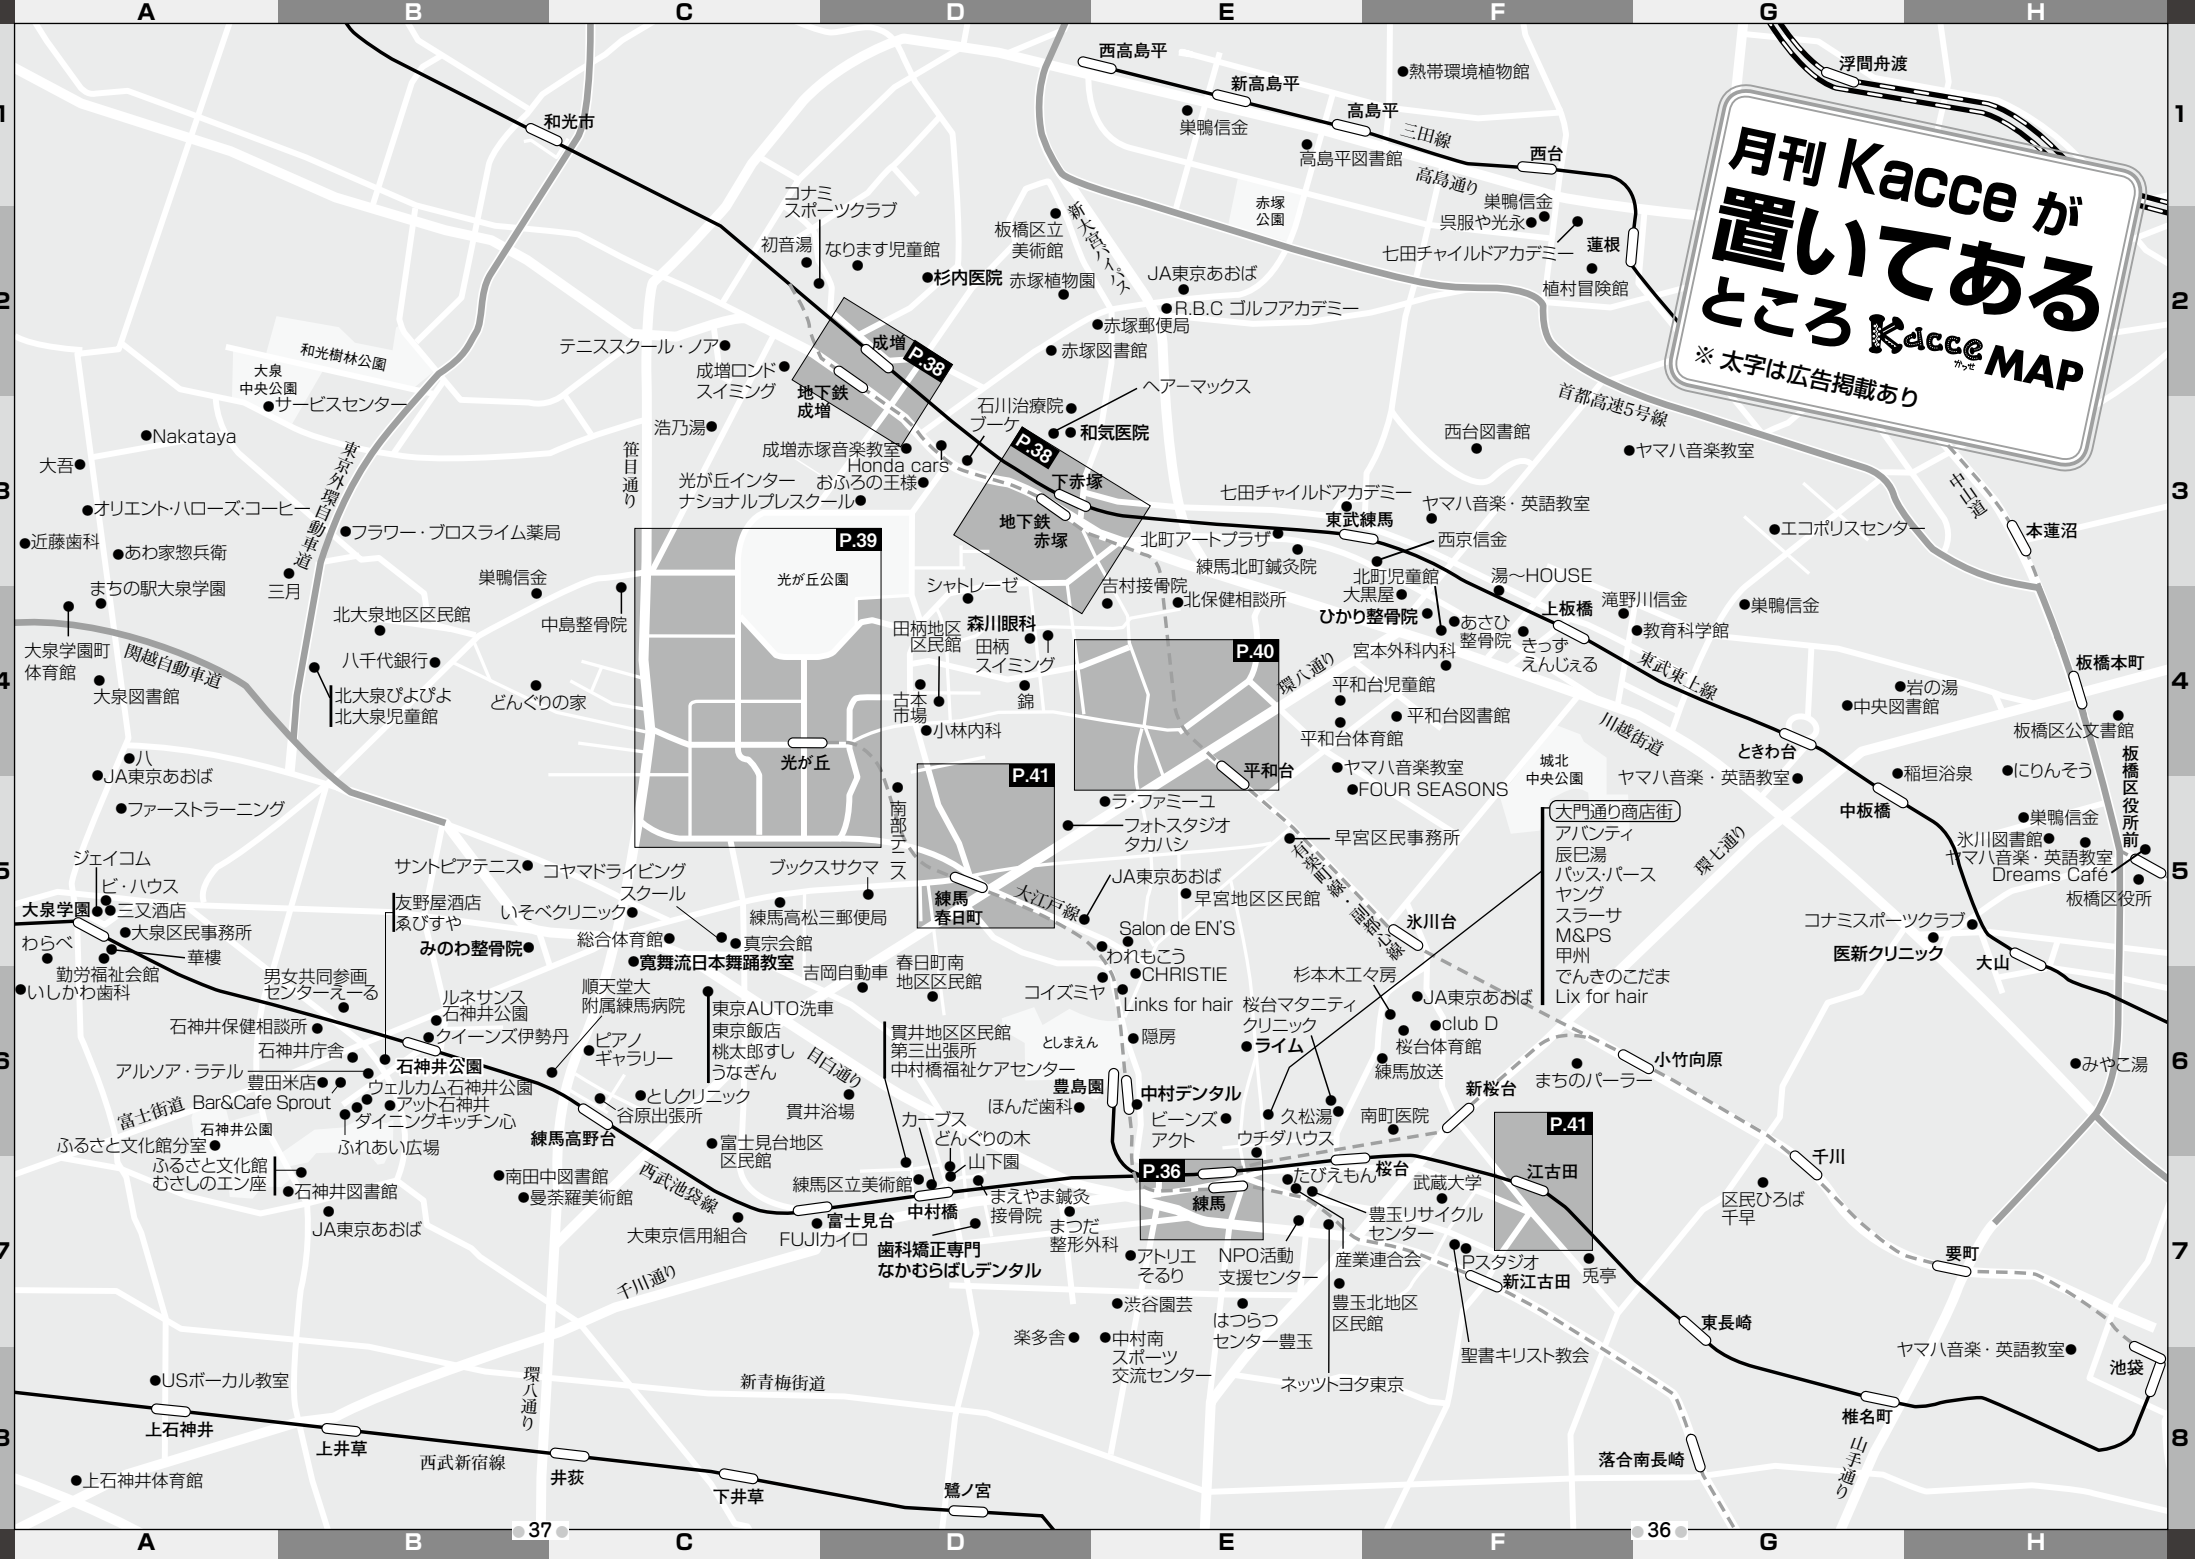 A B C D E F G H
1
2
3
4
5
6
7
8
月刊 Kacce が
置いてある
ところ Kacce MAP
かっせ
※ 太字は広告掲載あり
西高島平
新高島平
高島平
三田線
高島通り
西台
蓮根
浮間舟渡
熱帯環境植物館
巣鴨信金
高島平図書館
赤塚
公園
巣鴨信金
呉服や光永
七田チャイルドアカデミー
植村冒険館
和光市
コナミ
スポーツクラブ
初音湯
なります児童館
杉内医院
板橋区立
美術館
赤塚植物園
新大宮バイパス
JA東京あおば
R.B.C ゴルフアカデミー
赤塚郵便局
赤塚図書館
ヘアーマックス
和光樹林公園
大泉
中央公園
サービスセンター
テニススクール・ノア
成増ロンド
スイミング
成増
P.38
地下鉄
成増
石川治療院
ブーケ
和気医院
浩乃湯
成増赤塚音楽教室
Honda cars
光が丘インター
ナショナルプレスクール
おふろの王様
P.38
下赤塚
地下鉄
赤塚
首都高速5号線
西台図書館
ヤマハ音楽教室
中山道
本蓮沼
エコポリスセンター
Nakataya
大吾
オリエント・ハローズ・コーヒー
近藤歯科
あわ家惣兵衛
まちの駅大泉学園
三月
東京外環自動車道
笹目通り
フラワー・ブロスライム薬局
巣鴨信金
中島整骨院
北大泉地区区民館
八千代銀行
北大泉ぴよぴよ
北大泉児童館
どんぐりの家
大泉学園町
体育館
関越自動車道
大泉図書館
八
JA東京あおば
ファーストラーニング
P.39
光が丘公園
光が丘
七田チャイルドアカデミー
ヤマハ音楽・英語教室
東武練馬
北町アートプラザ
練馬北町鍼灸院
西京信金
北町児童館
大黒屋
ひかり整骨院
湯〜HOUSE
上板橋
滝野川信金
教育科学館
巣鴨信金
あさひ
整骨院
きっず
えんじぇる
宮本外科内科
吉村接骨院
北保健相談所
シャトレーゼ
森川眼科
田柄地区
区民館
田柄
スイミング
古本
市場
錦
小林内科
P.40
環八通り
平和台児童館
平和台図書館
平和台体育館
平和台
ヤマハ音楽教室
FOUR SEASONS
東武東上線
川越街道
ときわ台
城北
中央公園
ヤマハ音楽・英語教室
岩の湯
中央図書館
板橋本町
板橋区公文書館
板橋区役所前
稲垣浴泉
にりんそう
中板橋
巣鴨信金
氷川図書館
ヤマハ音楽・英語教室
Dreams Café
板橋区役所
コナミスポーツクラブ
医新クリニック
大山
環七通り
P.41
南部テニス
練馬
春日町
大江戸線
ラ・ファミーユ
フォトスタジオ
タカハシ
早宮区民事務所
有楽町線・副都心線
氷川台
JA東京あおば
早宮地区区民館
Salon de EN'S
われもこう
CHRISTIE
コイズミヤ
Links for hair
隠房
桜台マタニティ
クリニック
ライム
杉本木工々房
JA東京あおば
club D
桜台体育館
練馬放送
大門通り商店街
アバンティ
辰巳湯
パッス・パース
ヤング
スラーサ
M&PS
甲州
でんきのこだま
Lix for hair
ジェイコム
ビ・ハウス
三又酒店
大泉学園
大泉区民事務所
わらべ
華樓
勤労福祉会館
いしかわ歯科
サントピアテニス
友野屋酒店
ゑびすや
いそべクリニック
みのわ整骨院
コヤマドライビング
スクール
ブックスサクマ
練馬高松三郵便局
総合体育館
真宗会館
寛舞流日本舞踊教室
吉岡自動車
春日町南
地区区民館
男女共同参画
センターえーる
ルネサンス
石神井公園
クイーンズ伊勢丹
石神井保健相談所
石神井庁舎
石神井公園
アルソア・ラテル
豊田米店
ウェルカム石神井公園
Bar&Cafe Sprout
アット石神井
ダイニングキッチン心
ふれあい広場
富士街道
石神井公園
ふるさと文化館分室
ふるさと文化館
むさしのエン座
石神井図書館
JA東京あおば
順天堂大
附属練馬病院
ピアノ
ギャラリー
東京AUTO洗車
東京飯店
桃太郎すし
うなぎん
としクリニック
谷原出張所
練馬高野台
目白通り
貫井浴場
富士見台地区
区民館
南田中図書館
曼荼羅美術館
西武池袋線
大東京信用組合
貫井地区区民館
第三出張所
中村橋福祉ケアセンター
としまえん
豊島園
中村デンタル
ほんだ歯科
カーブス
どんぐりの木
山下園
練馬区立美術館
富士見台
中村橋
FUJIカイロ
歯科矯正専門
なかむらばしデンタル
まえやま鍼灸
接骨院
まつだ
整形外科
ビーンズ
アクト
ウチダハウス
久松湯
南町医院
新桜台
まちのパーラー
小竹向原
みやこ湯
P.36
練馬
たびえもん
桜台
武蔵大学
P.41
江古田
千川
区民ひろば
千早
要町
豊玉リサイクル
センター
NPO活動
支援センター
産業連合会
Pスタジオ
新江古田
兎亭
アトリエ
そるり
渋谷園芸
楽多舎
中村南
スポーツ
交流センター
はつらつ
センター豊玉
豊玉北地区
区民館
ネッツトヨタ東京
聖書キリスト教会
東長崎
ヤマハ音楽・英語教室
池袋
椎名町
落合南長崎
山手通り
千川通り
USボーカル教室
上石神井
上井草
西武新宿線
環八通り
新青梅街道
井荻
下井草
鷺ノ宮
上石神井体育館
37
36
A B C D E F G H
1
2
3
4
5
6
7
8